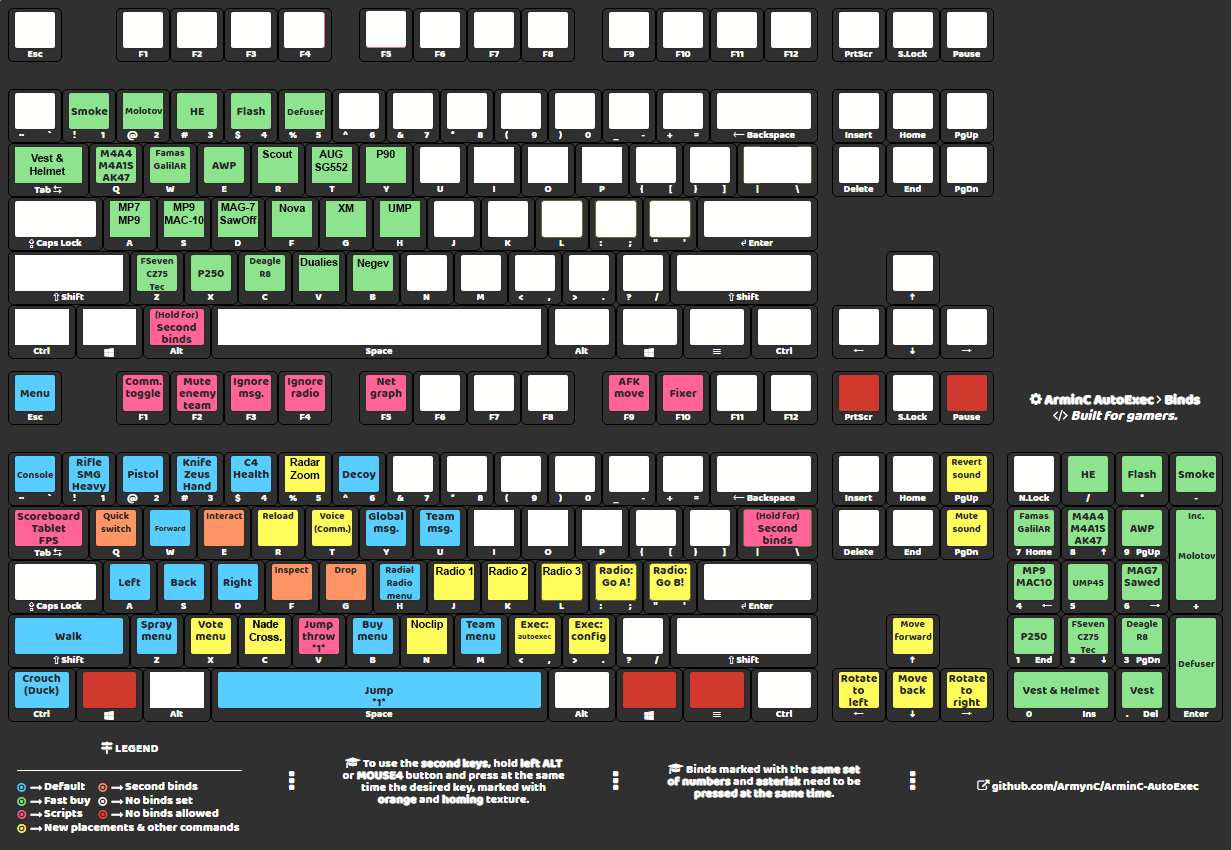 Esc F1 F2 F3 F4 F5 F6 F7 F8 F9 F10 F11 F12 PrtScr S.Lock Pause
Smoke Molotov HE Flash Defuser
~ ` ! 1 @ 2 # 3 $ 4 % 5 ^ 6 & 7 * 8 ( 9 ) 0 _ - + = ← Backspace Insert Home PgUp
Vest & M4A4 Famas AWP Scout AUG P90
Helmet M4A1S GalilAR SG552
AK47
Tab ⇆ Q W E R T Y U I O P { [ } ] | \ Delete End PgDn
MP7 MP9 MAG-7 Nova XM UMP
MP9 MAC-10 SawOff
⇪ Caps Lock A S D F G H J K L : ; " ' ↵ Enter
FSeven P250 Deagle Dualies Negev
CZ75 R8
Tec
⇧ Shift Z X C V B N M < , > . ? / ⇧ Shift ↑
(Hold for)
Second
binds
Ctrl Alt Space Alt ≡ Ctrl ← ↓ →
Menu Comm. Mute Ignore Ignore Net AFK Fixer
toggle enemy msg. radio graph move
team
Esc F1 F2 F3 F4 F5 F6 F7 F8 F9 F10 F11 F12 PrtScr S.Lock Pause
ArminC AutoExec > Binds
</> Built for gamers.
Console Rifle Pistol Knife C4 Radar Decoy Revert HE Flash Smoke
SMG Zeus Health Zoom sound
Heavy Hand
~ ` ! 1 @ 2 # 3 $ 4 % 5 ^ 6 & 7 * 8 ( 9 ) 0 _ - + = ← Backspace Insert Home PgUp N.Lock / * -
Scoreboard Quick Forward Interact Reload Voice Global Team (Hold for) Mute Famas M4A4 AWP Inc.
Tablet switch (Comm.) msg. msg. Second sound GalilAR M4A1S Molotov
FPS binds AK47
Tab ⇆ Q W E R T Y U I O P { [ } ] | \ Delete End PgDn 7 Home 8 ↑ 9 PgUp
Left Back Right Inspect Drop Radial Radio 1 Radio 2 Radio 3 Radio: Radio: MP9 UMP45 MAG7
Radio Go A! Go B! MAC10 Sawed
menu
⇪ Caps Lock A S D F G H J K L : ; " ' ↵ Enter 4 ← 5 6 → +
Walk Spray Vote Nade Jump Buy Noclip Team Exec: Exec: Move P250 FSeven Deagle Defuser
menu menu Cross. throw menu menu autoexec config forward CZ75 R8
*1* Tec
⇧ Shift Z X C V B N M < , > . ? / ⇧ Shift ↑ 1 End 2 ↓ 3 PgDn
Crouch Jump Rotate Move Rotate Vest & Helmet Vest
(Duck) *1* to back to
left right
Ctrl Alt Space Alt ≡ Ctrl ← ↓ → 0 Ins . Del Enter
LEGEND
→ Default → Second binds
→ Fast buy → No binds set
→ Scripts → No binds allowed
→ New placements & other commands
To use the second keys, hold left ALT
or MOUSE4 button and press at the same
time the desired key, marked with
orange and homing texture.
Binds marked with the same set
of numbers and asterisk need to be
pressed at the same time.
github.com/ArmynC/ArminC-AutoExec